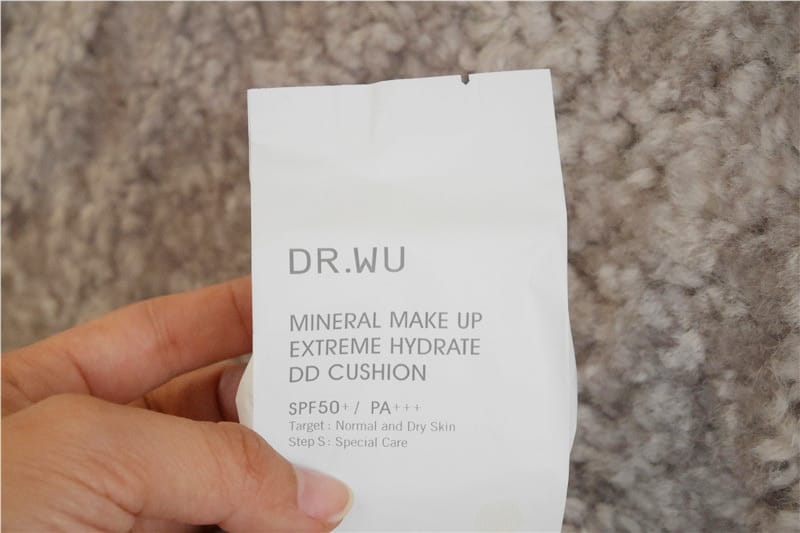 DR.WU
MINERAL MAKE UP
EXTREME HYDRATE
DD CUSHION
SPF50+ / PA+++
Target : Normal and Dry Skin
Step S : Special Care